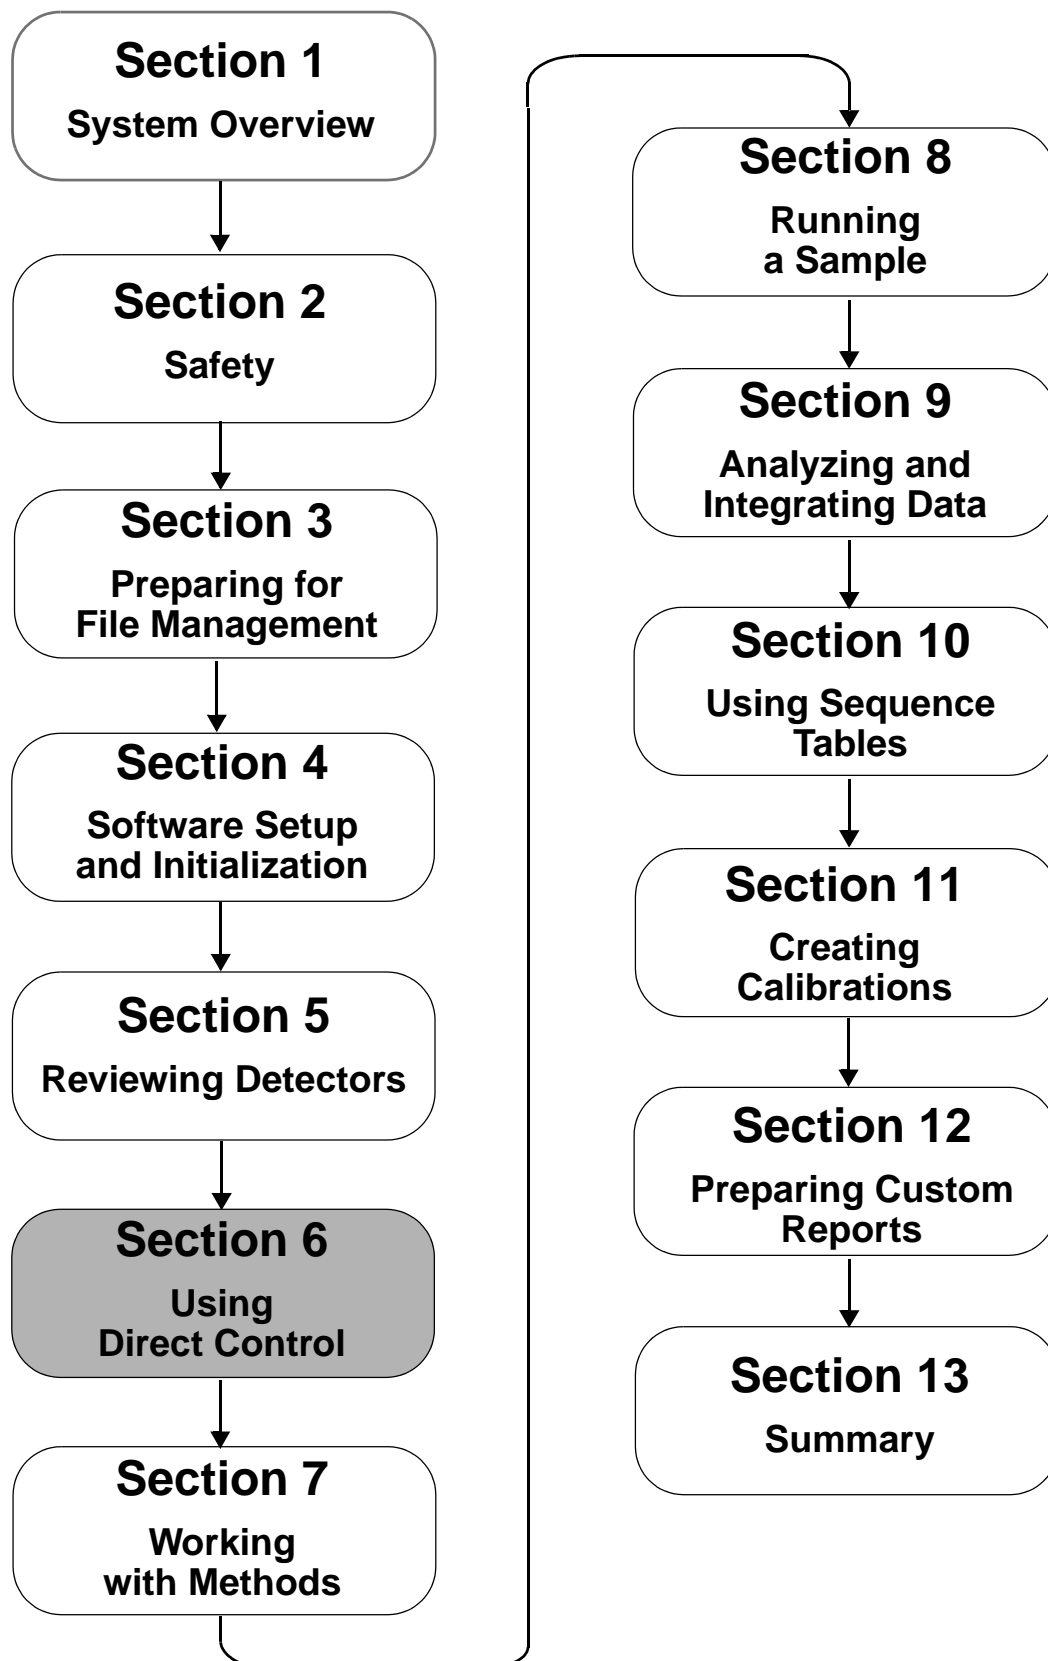 Section 1
System Overview
Section 2
Safety
Section 3
Preparing for
File Management
Section 4
Software Setup
and Initialization
Section 5
Reviewing Detectors
Section 6
Using
Direct Control
Section 7
Working
with Methods
Section 8
Running
a Sample
Section 9
Analyzing and
Integrating Data
Section 10
Using Sequence
Tables
Section 11
Creating
Calibrations
Section 12
Preparing Custom
Reports
Section 13
Summary